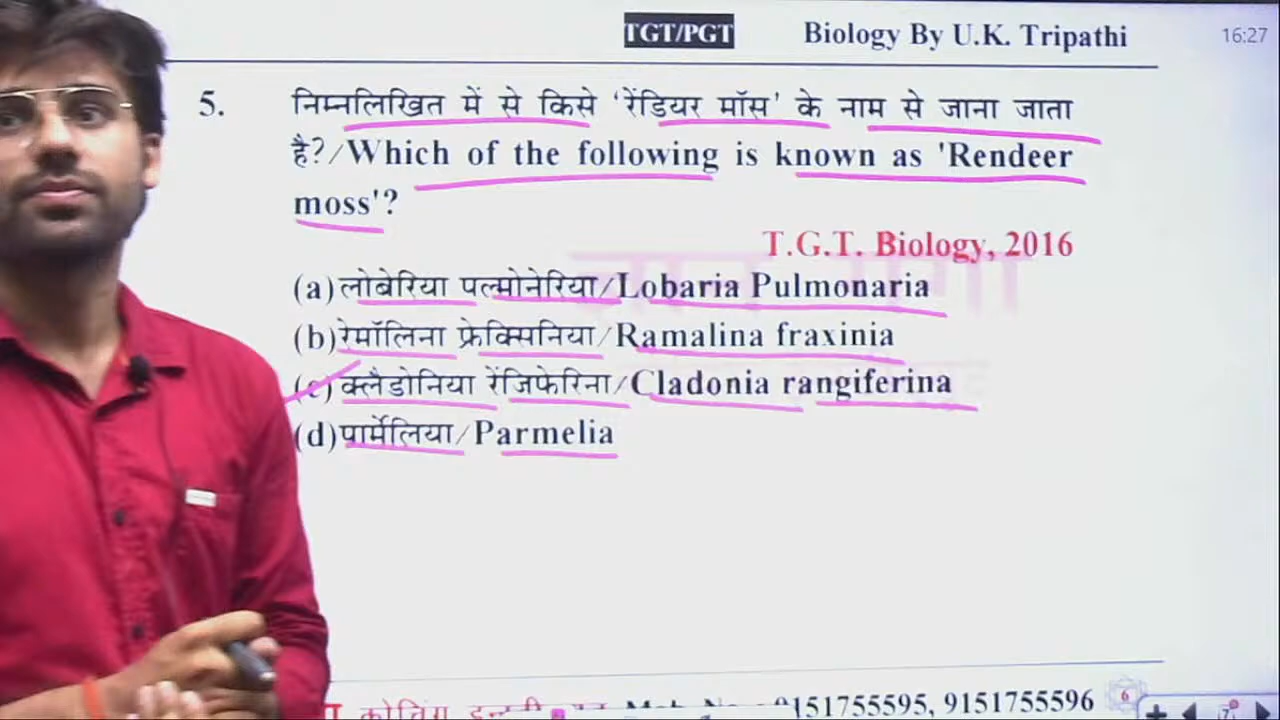 TGT/PGT Biology By U.K. Tripathi 16:27
5. निम्नलिखित में से किसे 'रेंडियर मॉस' के नाम से जाना जाता
है?/Which of the following is known as 'Rendeer
moss'?
T.G.T. Biology, 2016
(a) लोबेरिया पल्मोनेरिया/Lobaria Pulmonaria
(b) रेमॉलिना फ्रेक्सिनिया/Ramalina fraxinia
(c) क्लैडोनिया रेंजिफेरिना/Cladonia rangiferina
(d) पार्मेलिया/Parmelia
9151755595, 9151755596 6